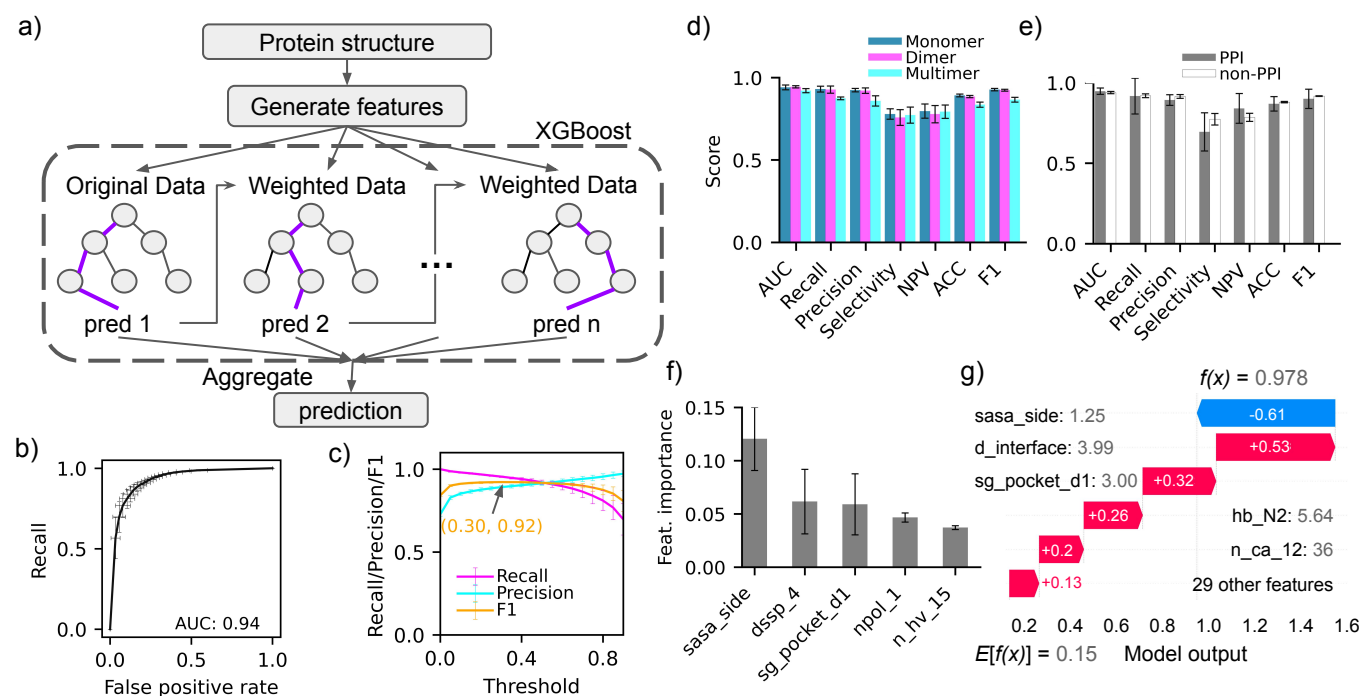 a)
Protein structure
Generate features
XGBoost
Original Data
Weighted Data
Weighted Data
...
pred 1
pred 2
pred n
Aggregate
prediction
b)
Recall
1.0
0.5
0.0
AUC: 0.94
0.0
0.5
1.0
False positive rate
c)
Recall/Precision/F1
1.0
0.5
0.0
(0.30, 0.92)
Recall
Precision
F1
0.0
0.4
0.8
Threshold
d)
Monomer
Dimer
Multimer
Score
1.0
0.5
0.0
AUC
Recall
Precision
Selectivity
NPV
ACC
F1
e)
PPI
non-PPI
1.0
0.5
1.0
AUC
Recall
Precision
Selectivity
NPV
ACC
F1
f)
Feat. importance
0.15
0.10
0.05
0.00
sasa_side
dssp_4
sg_pocket_d1
npol_1
n_hv_15
g)
f(x) = 0.978
sasa_side: 1.25
-0.61
d_interface: 3.99
+0.53
sg_pocket_d1: 3.00
+0.32
+0.26
hb_N2: 5.64
+0.2
n_ca_12: 36
+0.13
29 other features
0.2
0.4
0.6
0.8
1.0
1.2
1.4
1.6
E[f(x)] = 0.15
Model output